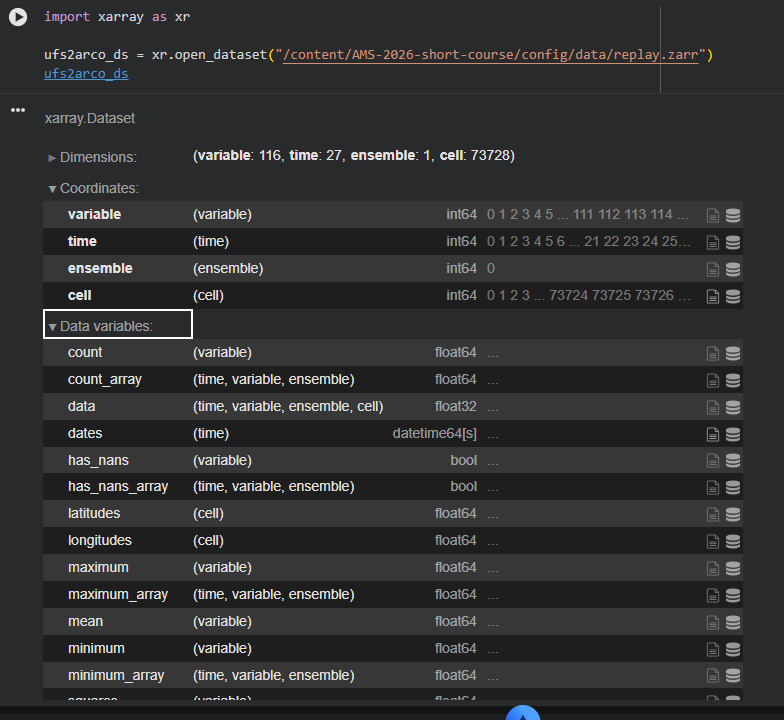 import xarray as xr
ufs2arco_ds = xr.open_dataset("/content/AMS-2026-short-course/config/data/replay.zarr")
ufs2arco_ds
xarray.Dataset
► Dimensions: (variable: 116, time: 27, ensemble: 1, cell: 73728)
▼ Coordinates:
variable (variable) int64 0 1 2 3 4 5 ... 111 112 113 114 ...
time (time) int64 0 1 2 3 4 5 6 ... 21 22 23 24 25...
ensemble (ensemble) int64 0
cell (cell) int64 0 1 2 3 ... 73724 73725 73726 ...
▼ Data variables:
count (variable) float64 ...
count_array (time, variable, ensemble) float64 ...
data (time, variable, ensemble, cell) float32 ...
dates (time) datetime64[s] ...
has_nans (variable) bool ...
has_nans_array (time, variable, ensemble) bool ...
latitudes (cell) float64 ...
longitudes (cell) float64 ...
maximum (variable) float64 ...
maximum_array (time, variable, ensemble) float64 ...
mean (variable) float64 ...
minimum (variable) float64 ...
minimum_array (time, variable, ensemble) float64 ...
squares (variable) float64